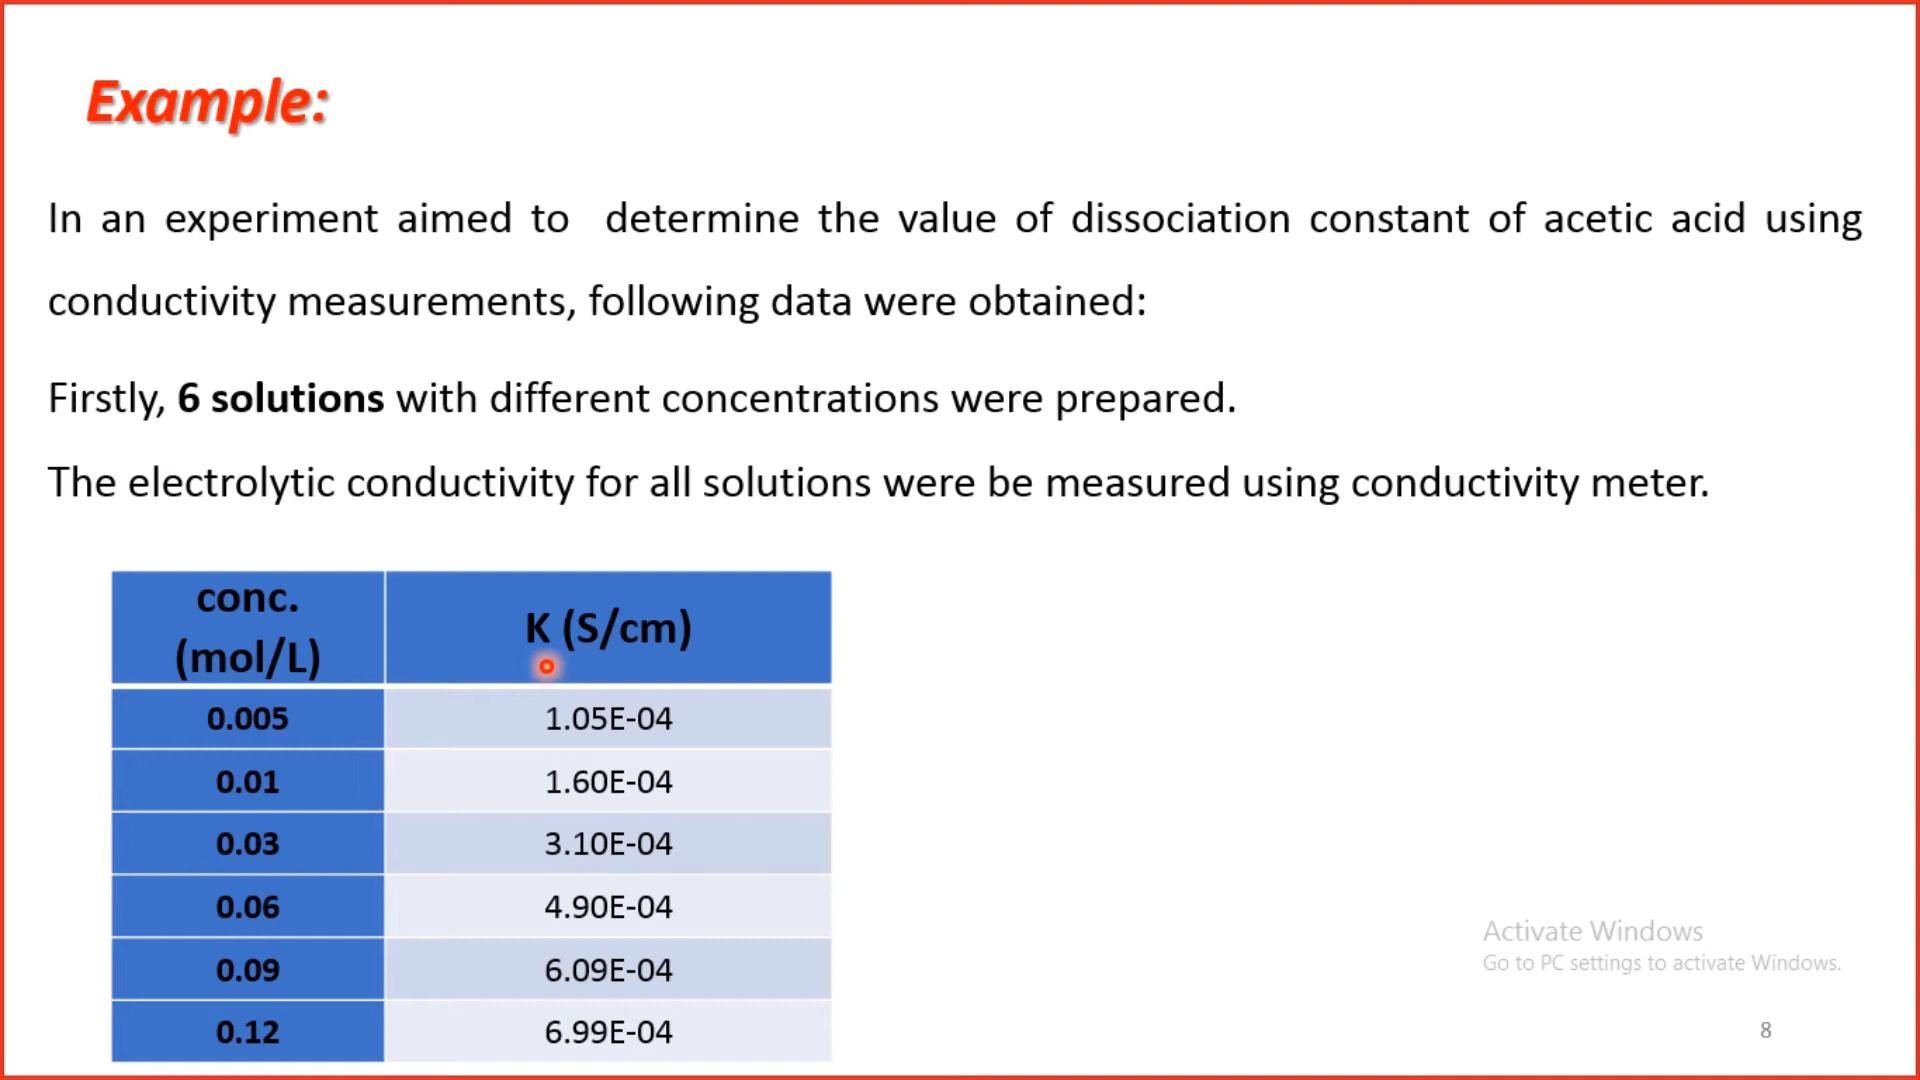 Example:
In an experiment aimed to determine the value of dissociation constant of acetic acid using
conductivity measurements, following data were obtained:
Firstly, 6 solutions with different concentrations were prepared.
The electrolytic conductivity for all solutions were be measured using conductivity meter.
conc.
(mol/L)
K (S/cm)
0.005 1.05E-04
0.01 1.60E-04
0.03 3.10E-04
0.06 4.90E-04
0.09 6.09E-04
0.12 6.99E-04
Activate Windows
Go to PC settings to activate Windows.
8